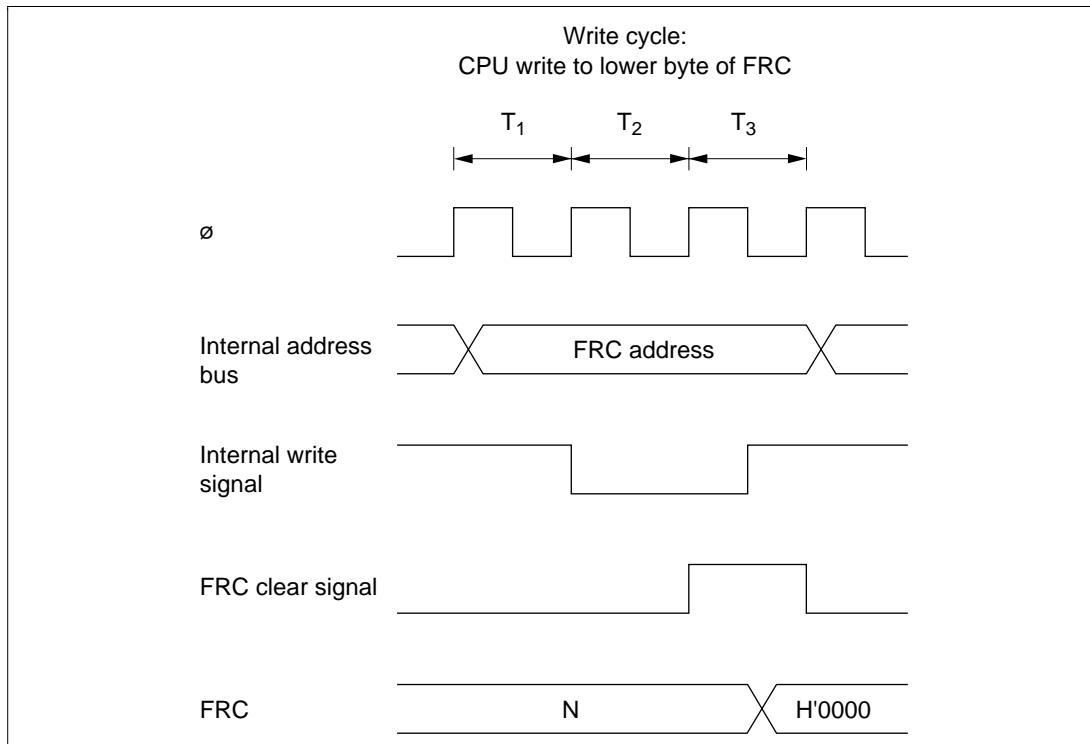 Write cycle:
CPU write to lower byte of FRC
T1 T2 T3
ø
Internal address
bus
FRC address
Internal write
signal
FRC clear signal
FRC
N
H'0000